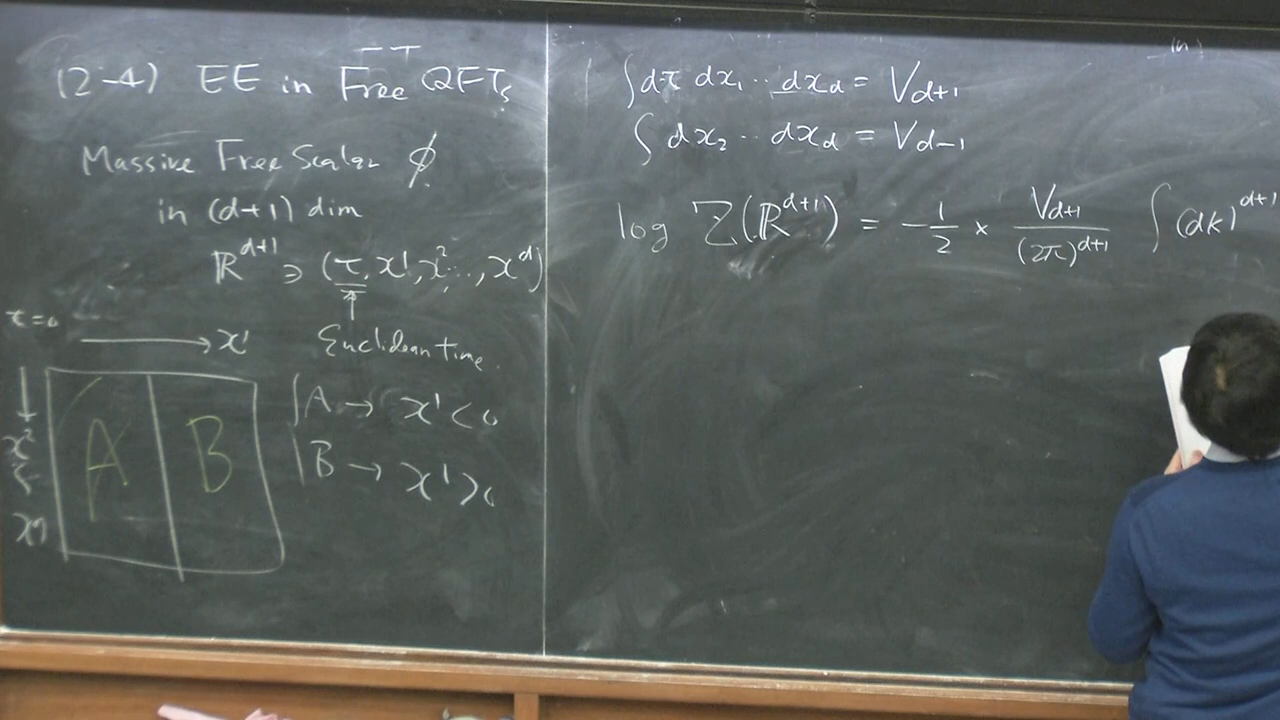 (2-4) EE in Free QFTs
Massive Free Scalar ϕ
in (d+1) dim
ℝ^{d+1} ∋ (τ, x¹, x², …, x^d)
↑
Euclidean time
τ=0
→ x¹
↓
x²
A B
A → x¹<0
B → x¹>0
∫dτ dx₁ ⋯ dx_d = V_{d+1}
∫ dx₂ ⋯ dx_d = V_{d-1}
log Z(ℝ^{d+1}) = -1/2 × V_{d+1}/(2π)^{d+1} ∫(dk)^{d+1}